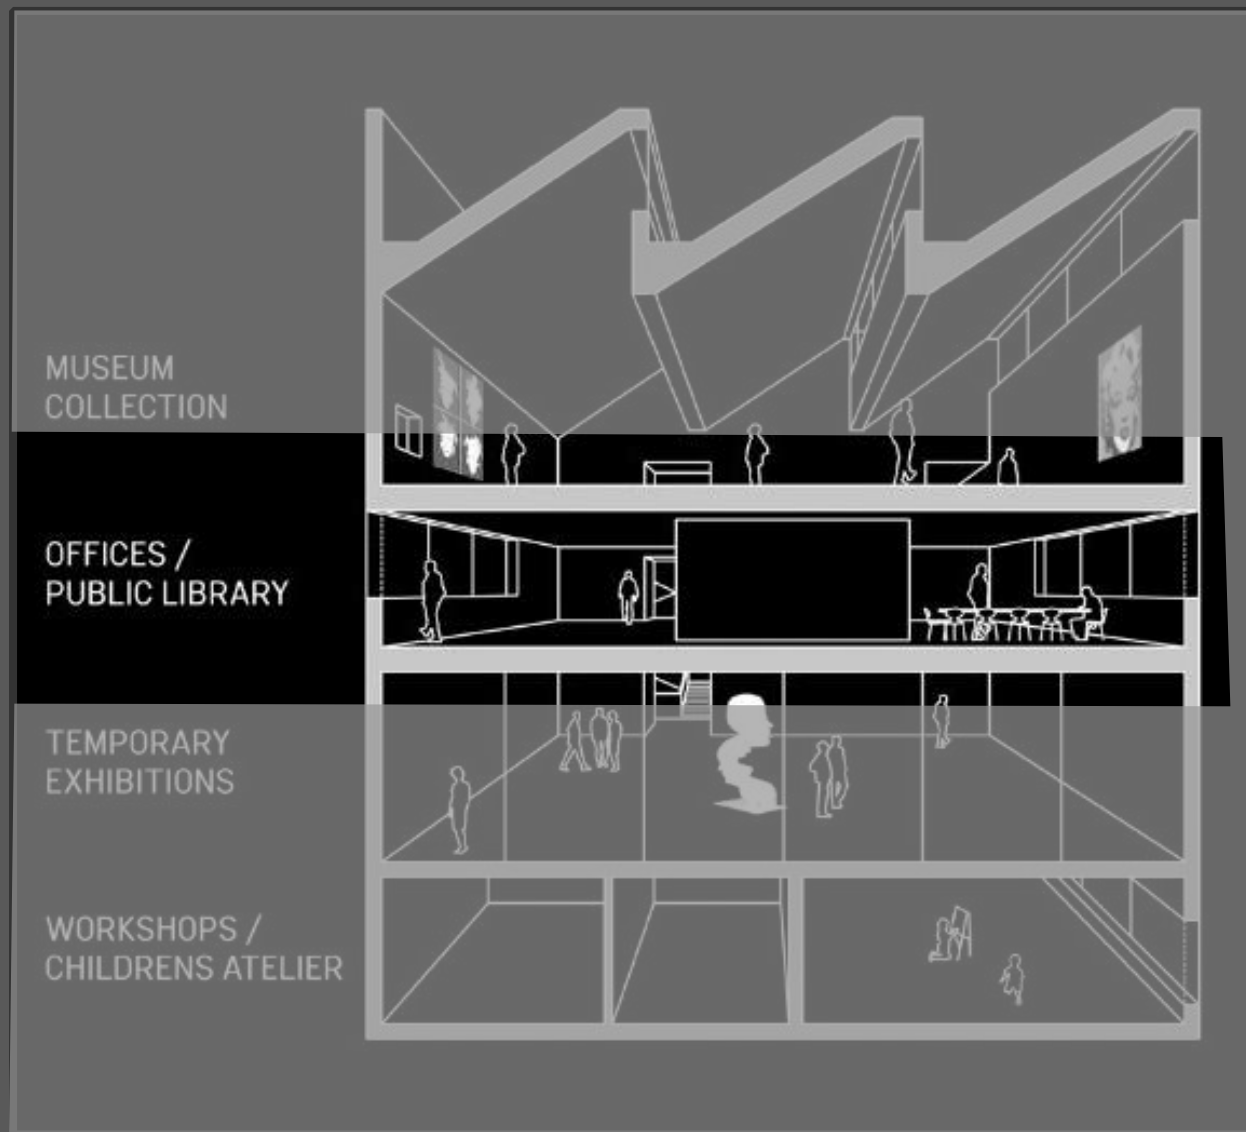 MUSEUM
COLLECTION
OFFICES /
PUBLIC LIBRARY
TEMPORARY
EXHIBITIONS
WORKSHOPS /
CHILDRENS ATELIER